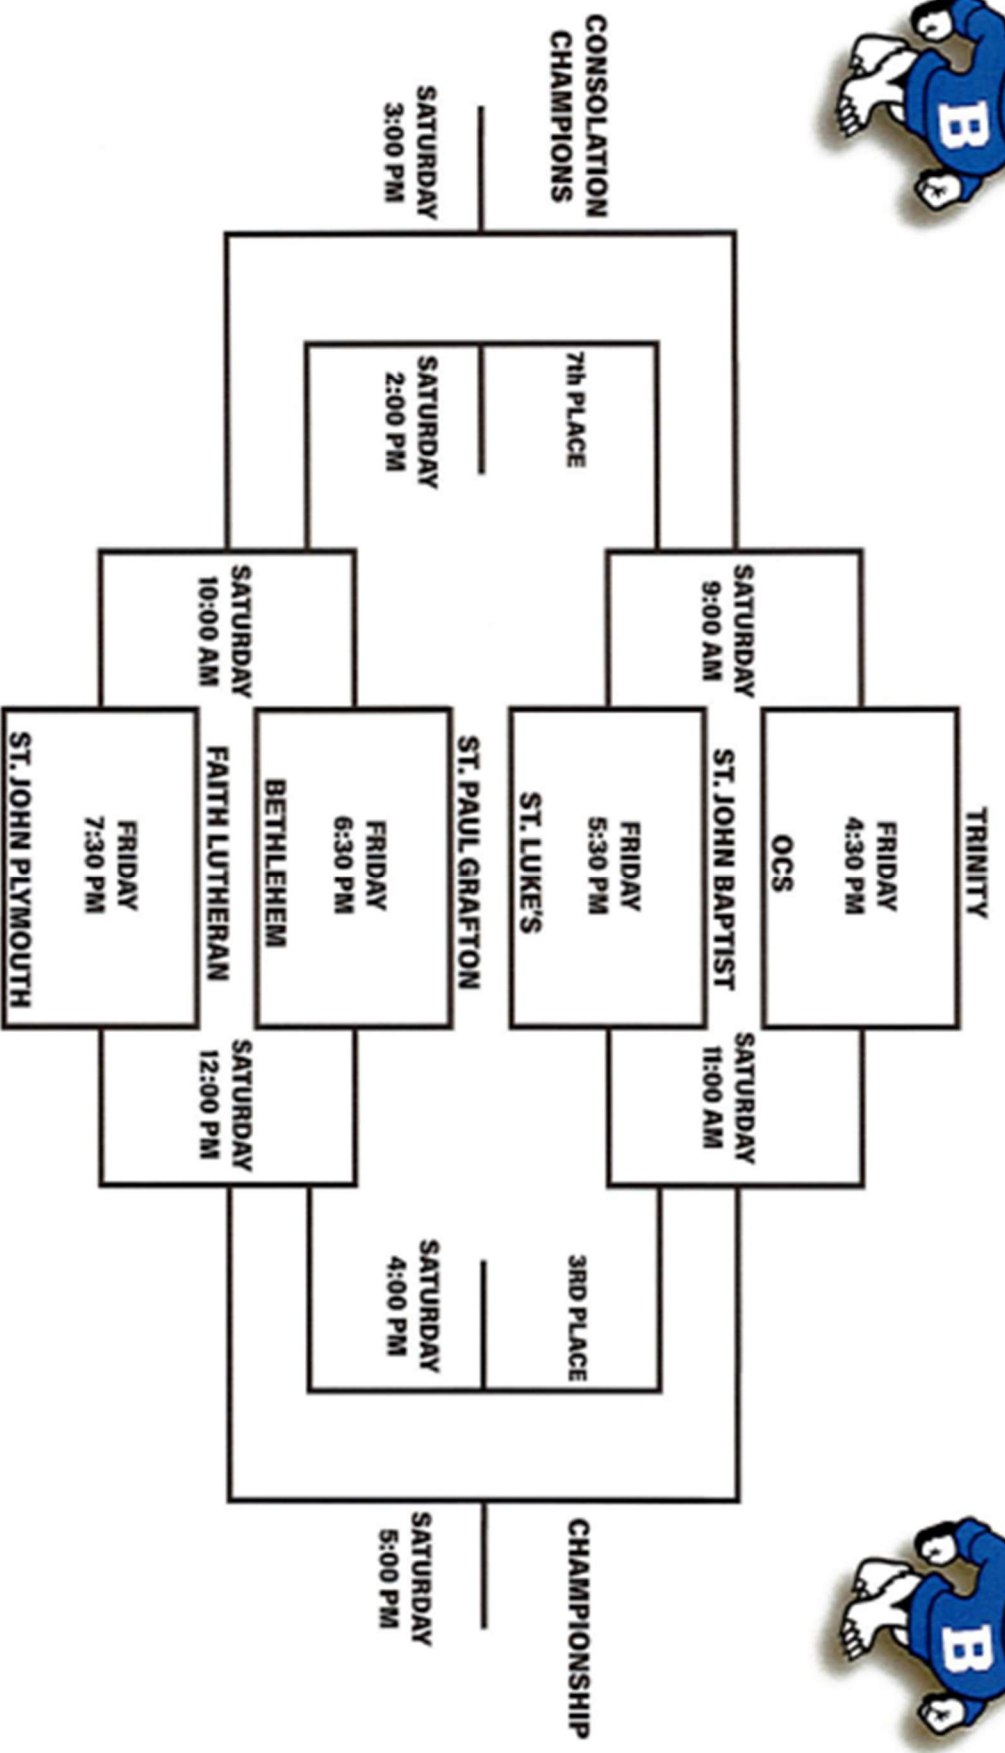 TRINITY
FRIDAY
4:30 PM
OCS
SATURDAY
9:00 AM
ST. JOHN BAPTIST
SATURDAY
11:00 AM
FRIDAY
5:30 PM
ST. LUKE'S
CONSOLATION
CHAMPIONS
7th PLACE
3RD PLACE
CHAMPIONSHIP
SATURDAY
3:00 PM
SATURDAY
2:00 PM
ST. PAUL GRAFTON
SATURDAY
4:00 PM
SATURDAY
5:00 PM
FRIDAY
6:30 PM
BETHLEHEM
SATURDAY
10:00 AM
FAITH LUTHERAN
SATURDAY
12:00 PM
FRIDAY
7:30 PM
ST. JOHN PLYMOUTH
B
B